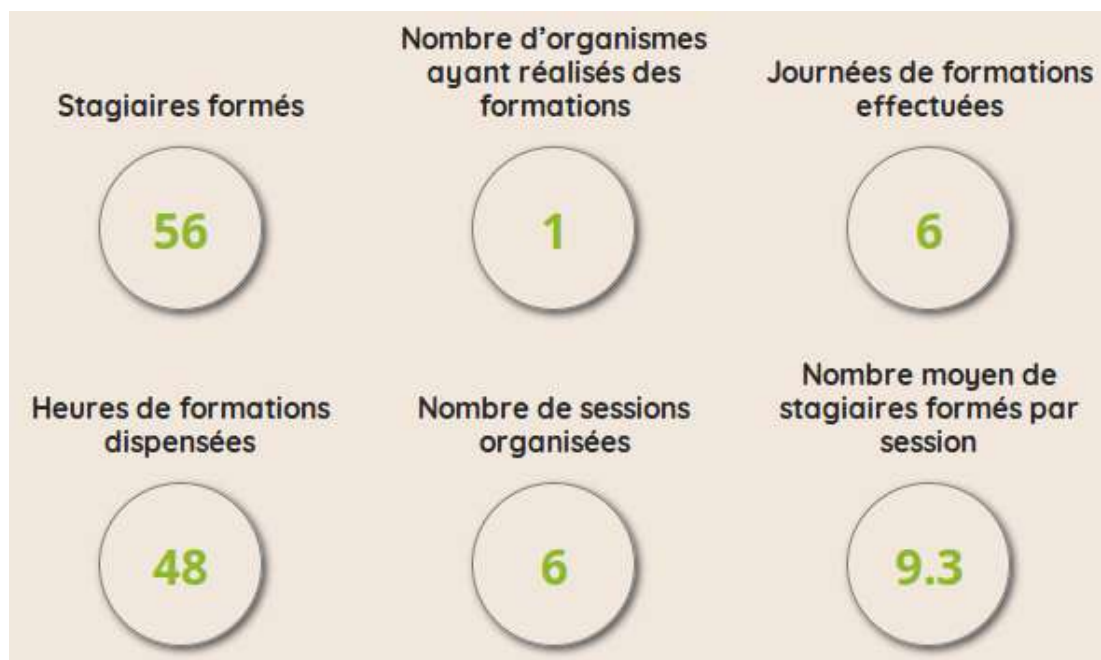 Stagiaires formés
Nombre d’organismes
ayant réalisés des
formations
Journées de formations
effectuées
56
1
6
Heures de formations
dispensées
Nombre de sessions
organisées
Nombre moyen de
stagiaires formés par
session
48
6
9.3